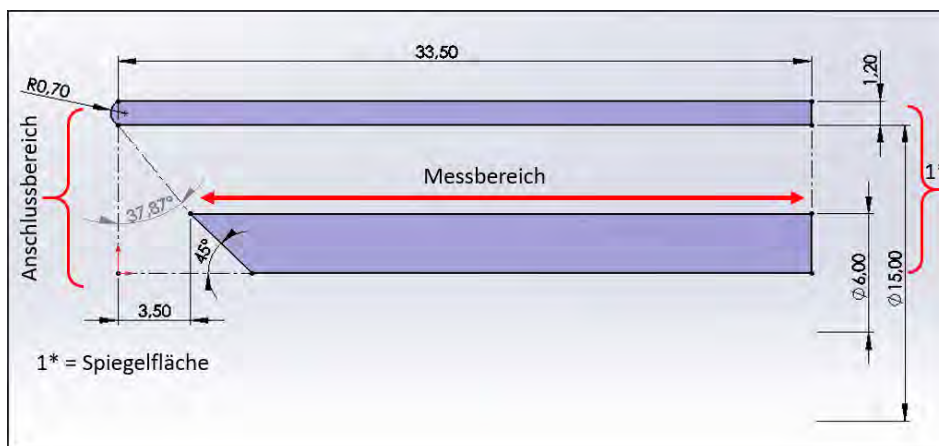 33,50
1,20
R0,70
Anschlussbereich
Messbereich
1*
37,87°
45°
⌀6,00
⌀15,00
3,50
1* = Spiegelfläche